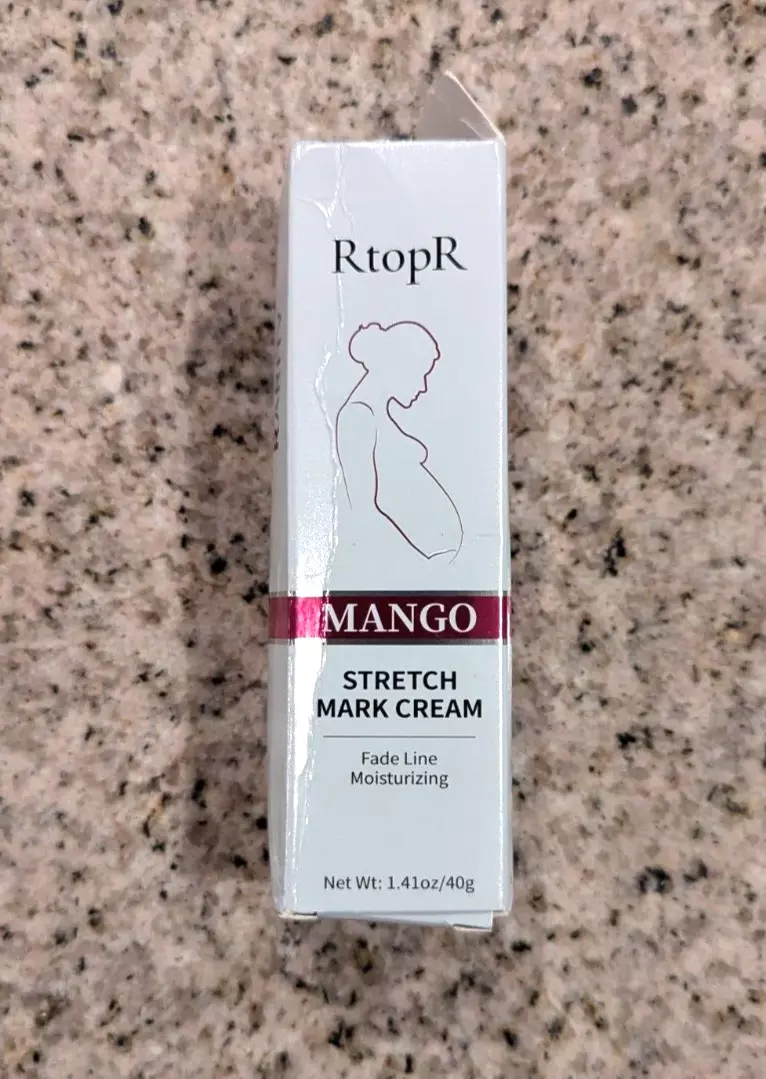 RtopR
MANGO
STRETCH
MARK CREAM
Fade Line
Moisturizing
Net Wt: 1.41oz/40g